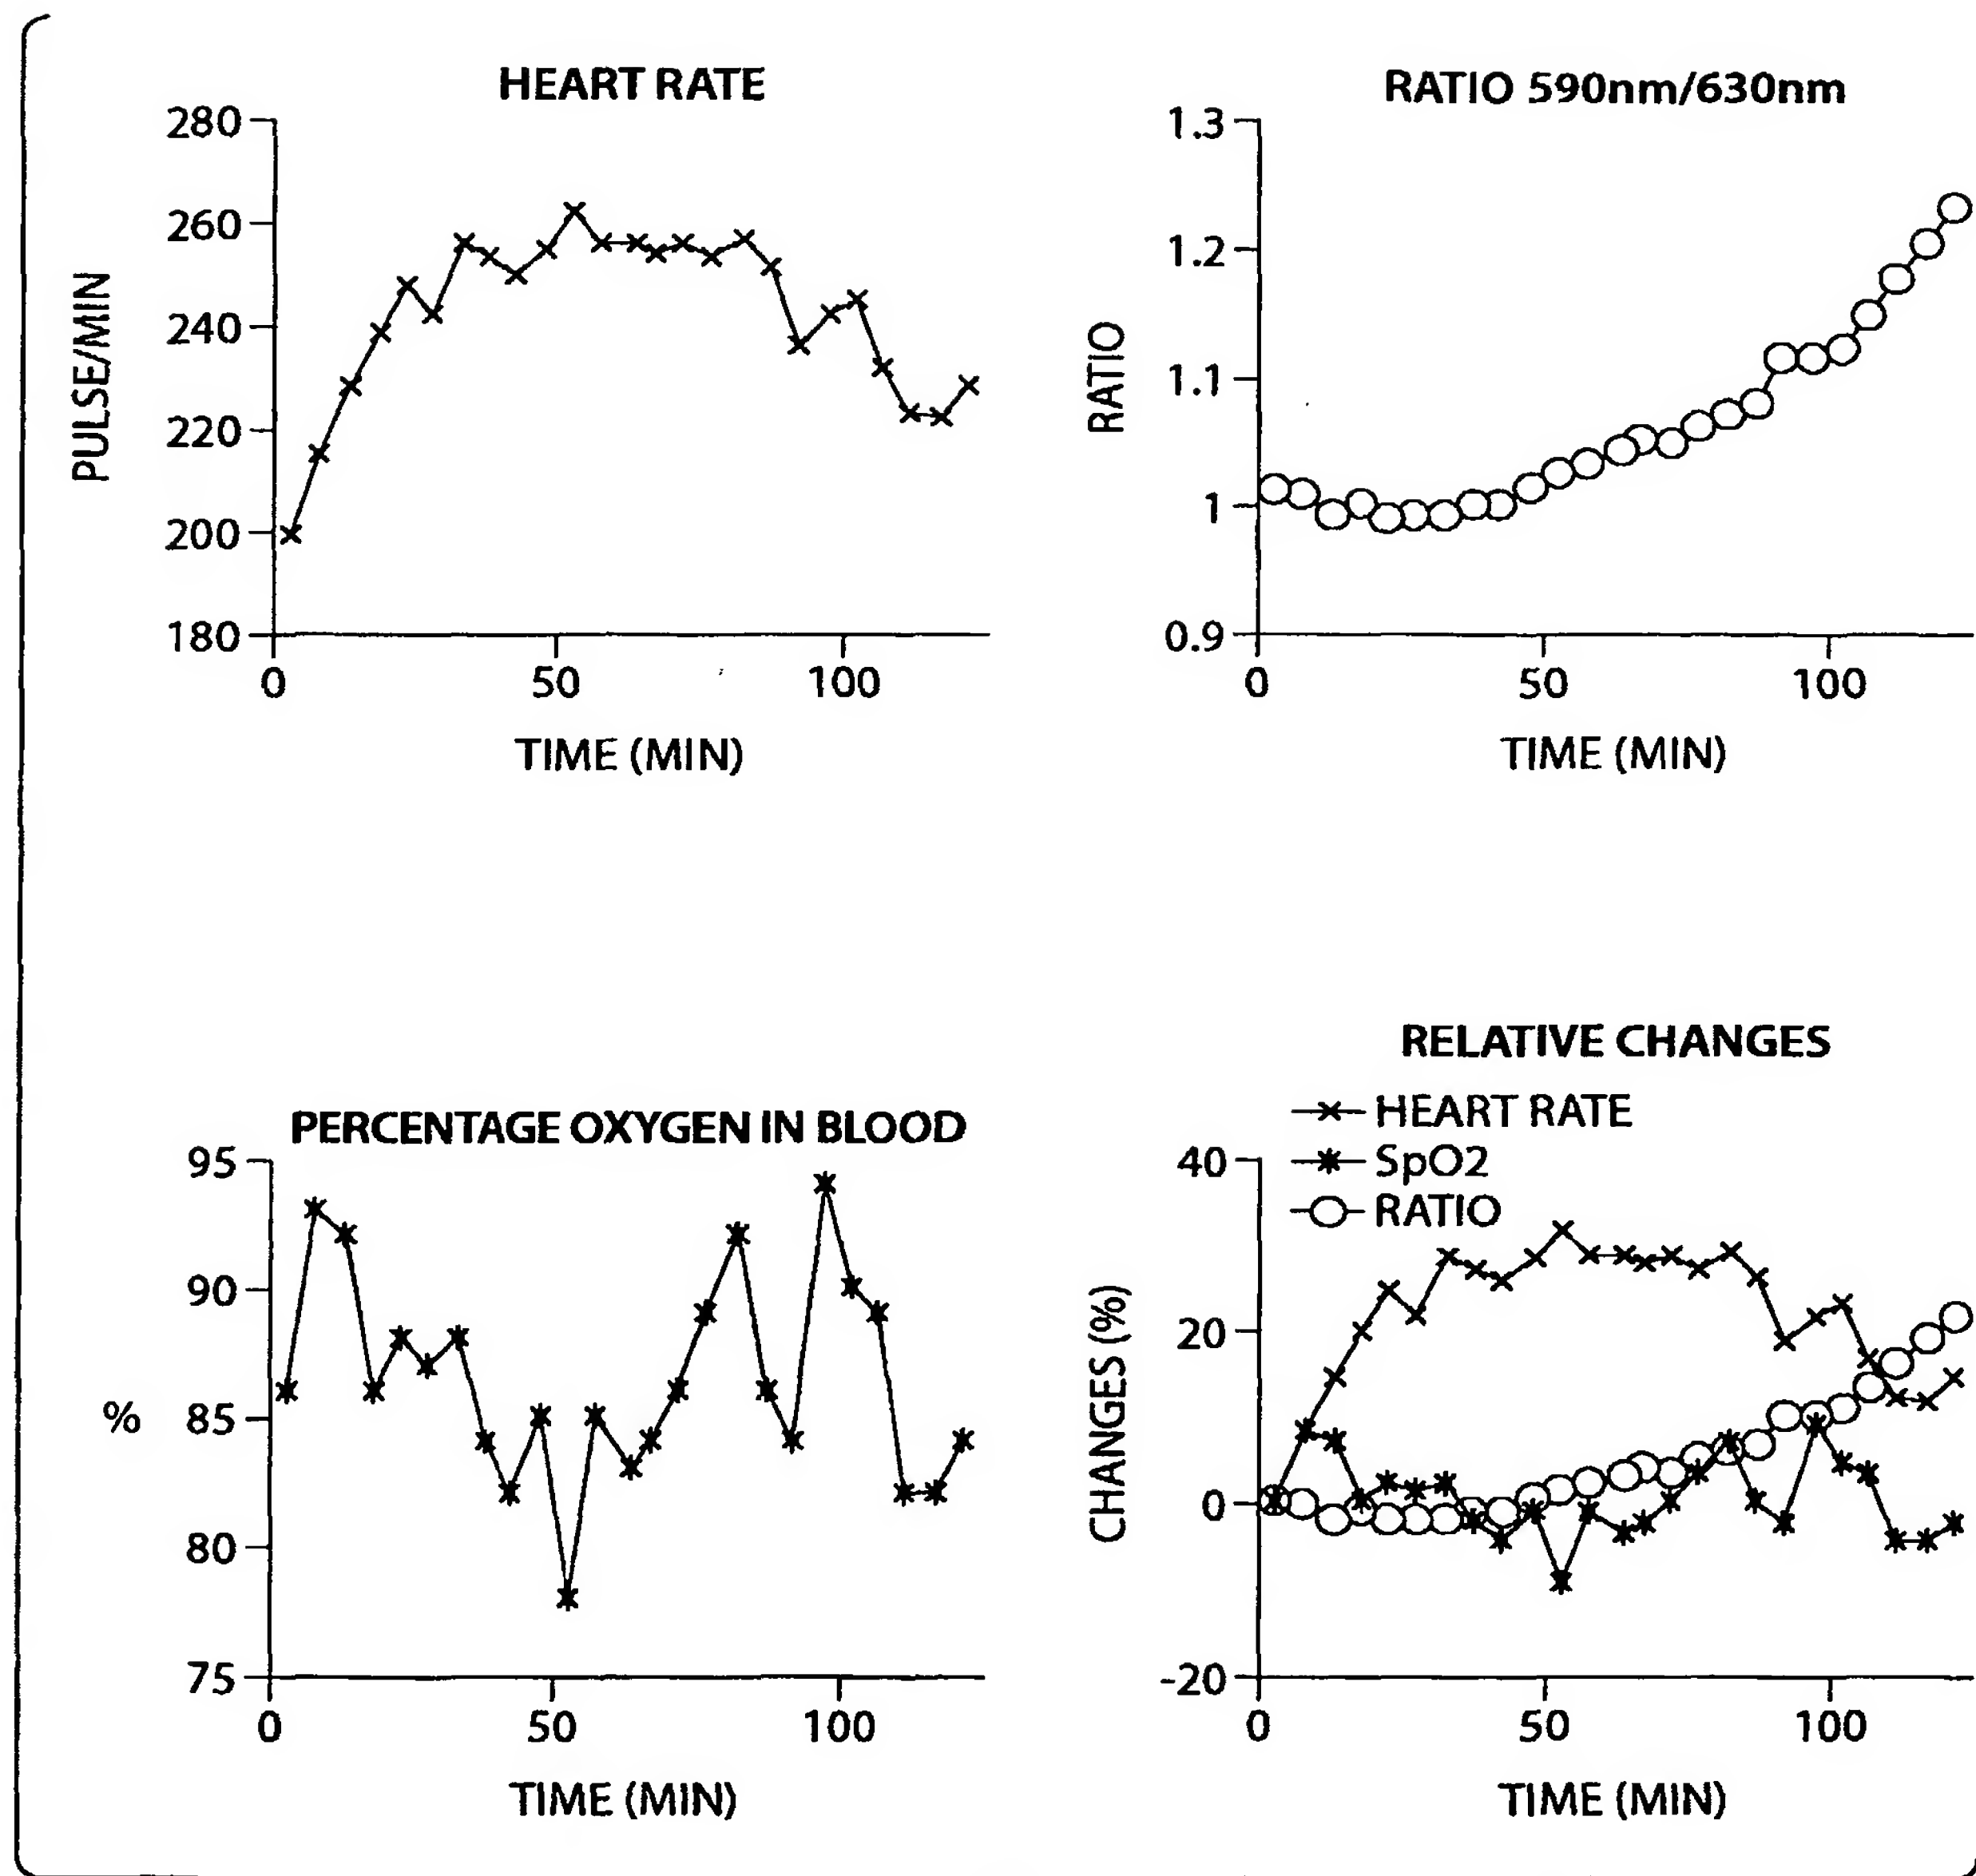 HEART RATE
280
260
240
220
200
180
PULSE/MIN
0 50 100
TIME (MIN)
RATIO 590nm/630nm
1.3
1.2
1.1
1
0.9
RATIO
0 50 100
TIME (MIN)
PERCENTAGE OXYGEN IN BLOOD
95
90
85
80
75
%
0 50 100
TIME (MIN)
RELATIVE CHANGES
HEART RATE
SpO2
RATIO
40
20
0
-20
CHANGES (%)
0 50 100
TIME (MIN)